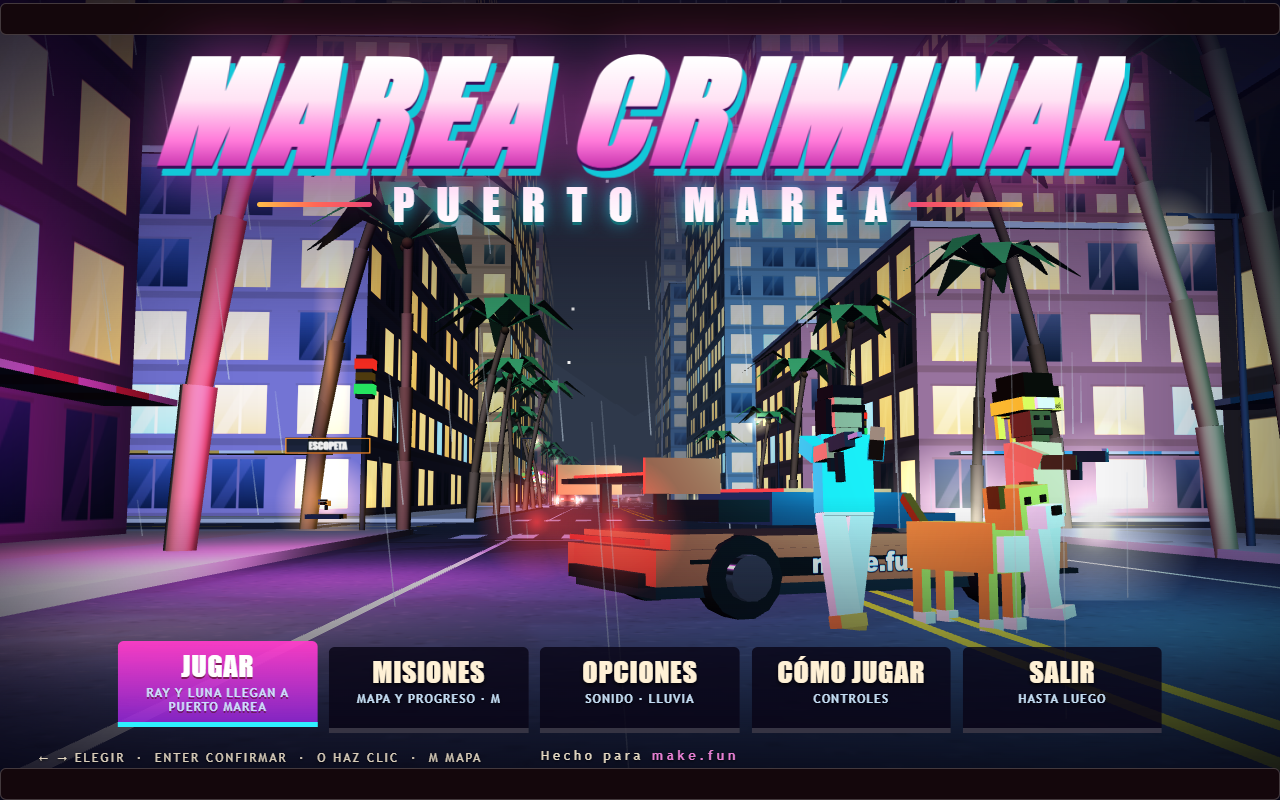 MAREA CRIMINAL
PUERTO MAREA
ESCOPETA
JUGAR
RAY Y LUNA LLEGAN A
PUERTO MAREA
MISIONES
MAPA Y PROGRESO · M
OPCIONES
SONIDO · LLUVIA
CÓMO JUGAR
CONTROLES
SALIR
HASTA LUEGO
← → ELEGIR · ENTER CONFIRMAR · O HAZ CLIC · M MAPA
Hecho para make.fun